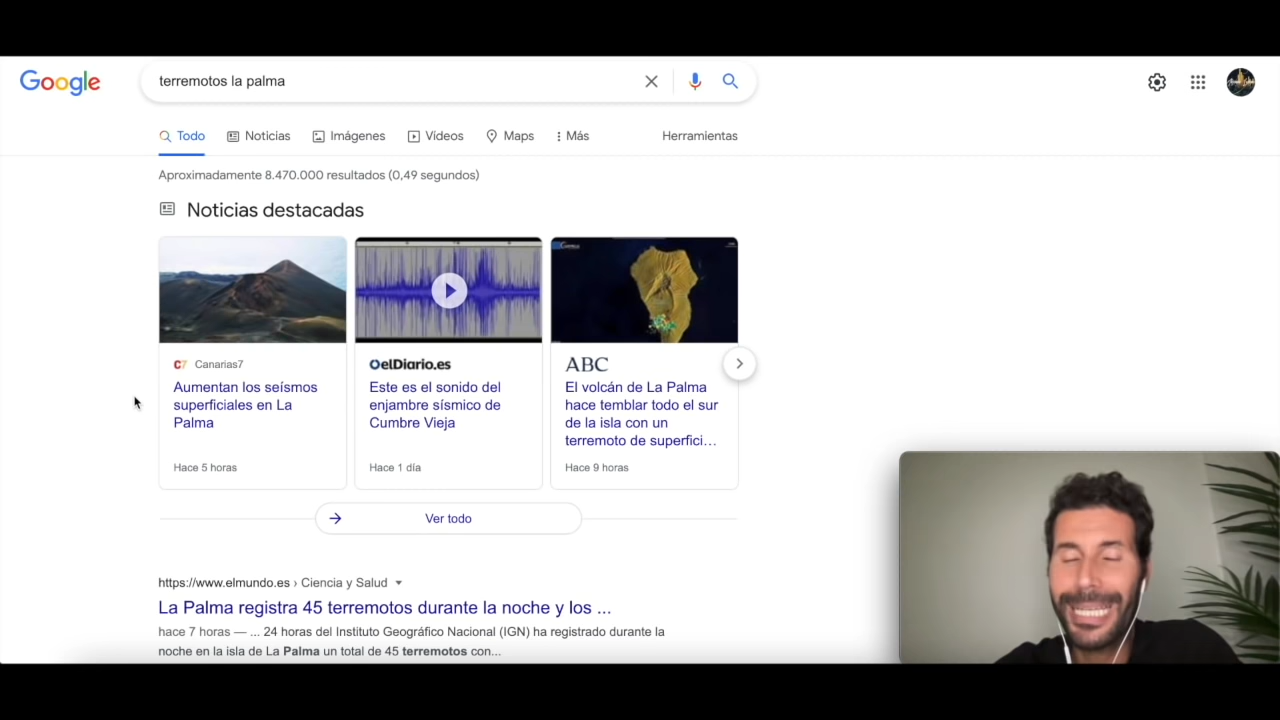 Google
terremotos la palma
Todo
Noticias
Imágenes
Vídeos
Maps
Más
Herramientas
Aproximadamente 8.470.000 resultados (0,49 segundos)
Noticias destacadas
C7 Canarias7
Aumentan los seísmos
superficiales en La
Palma
Hace 5 horas
elDiario.es
Este es el sonido del
enjambre sísmico de
Cumbre Vieja
Hace 1 día
ABC
El volcán de La Palma
hace temblar todo el sur
de la isla con un
terremoto de superfici...
Hace 9 horas
Ver todo
https://www.elmundo.es › Ciencia y Salud
La Palma registra 45 terremotos durante la noche y los ...
hace 7 horas — ... 24 horas del Instituto Geográfico Nacional (IGN) ha registrado durante la
noche en la isla de La Palma un total de 45 terremotos con...